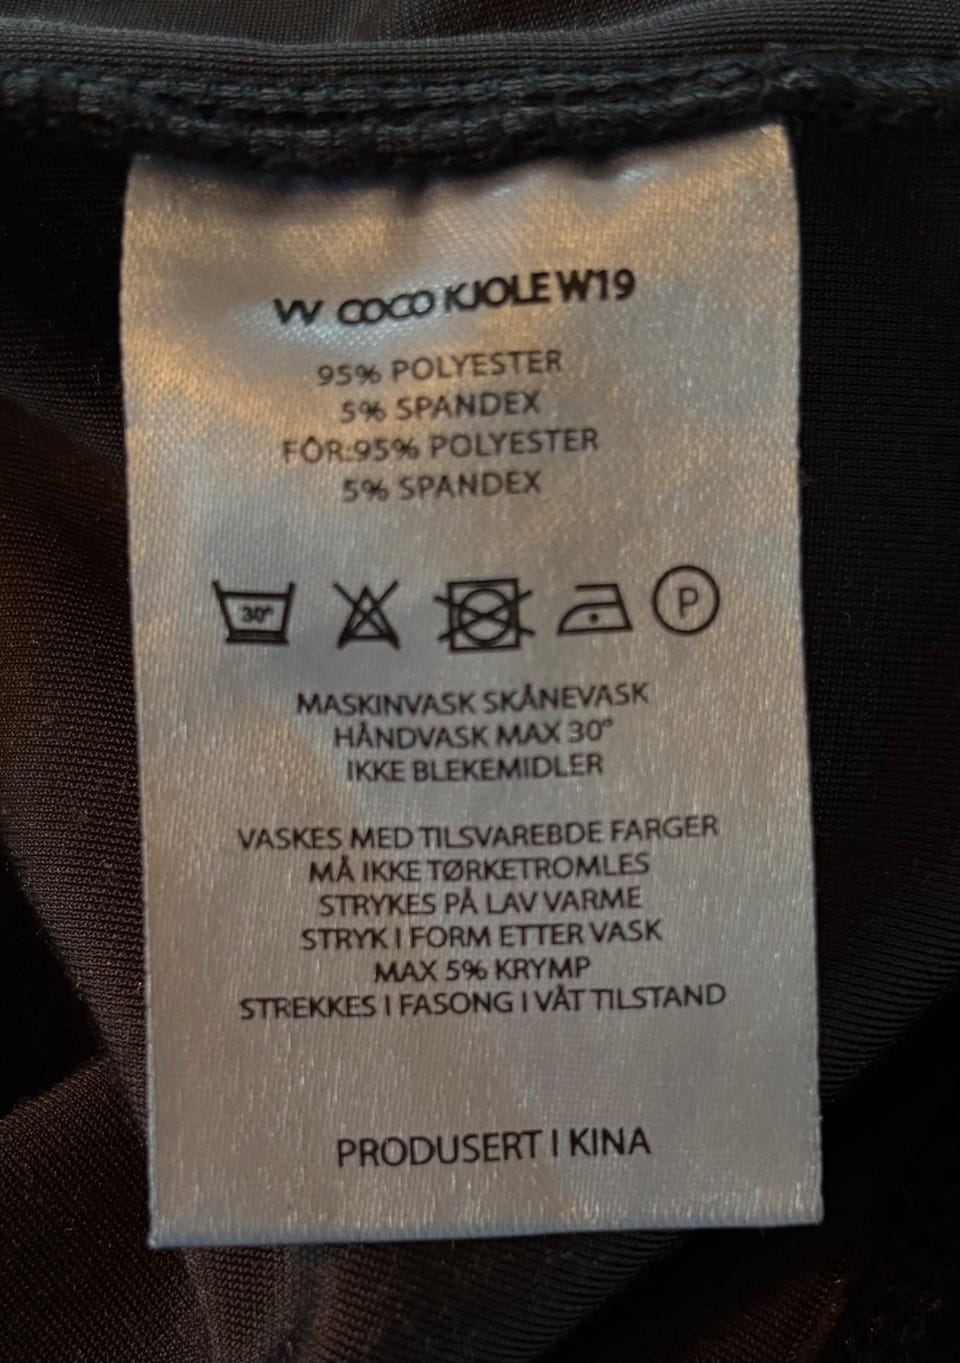 W COCO KJOLE W19
95% POLYESTER
5% SPANDEX
FÔR:95% POLYESTER
5% SPANDEX
30°
P
MASKINVASK SKÅNEVASK
HÅNDVASK MAX 30°
IKKE BLEKEMIDLER
VASKES MED TILSVAREBDE FARGER
MÅ IKKE TØRKETROMLES
STRYKES PÅ LAV VARME
STRYK I FORM ETTER VASK
MAX 5% KRYMP
STREKKES I FASONG I VÅT TILSTAND
PRODUSERT I KINA